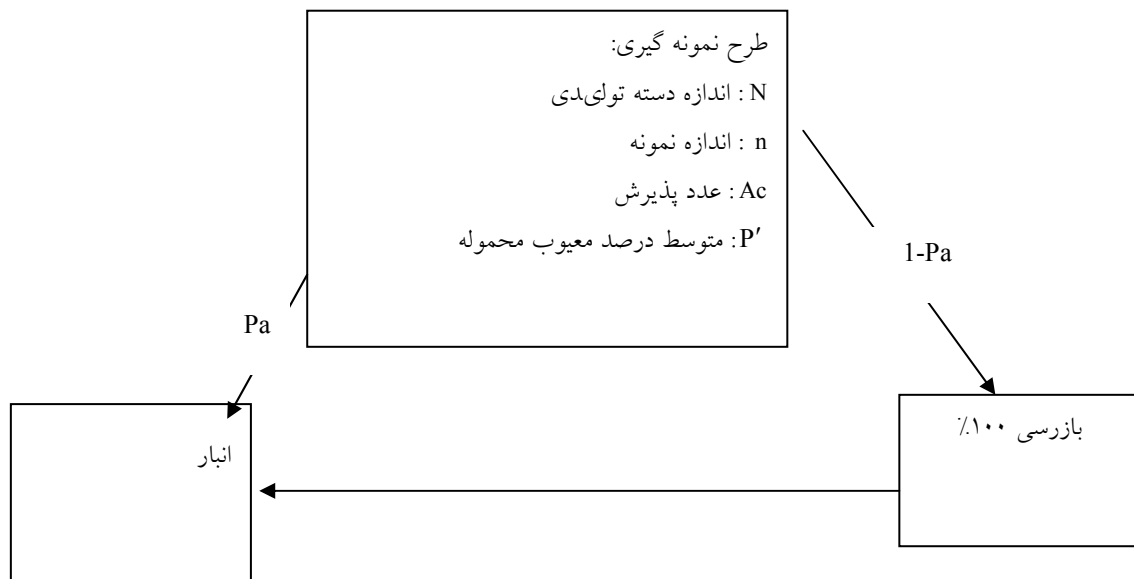 طرح نمونه گیری:
N : اندازه دسته تولیدی
n : اندازه نمونه
Ac : عدد پذیرش
P′: متوسط درصد معیوب محموله
1-Pa
Pa
بازرسی ۱۰۰٪
انبار